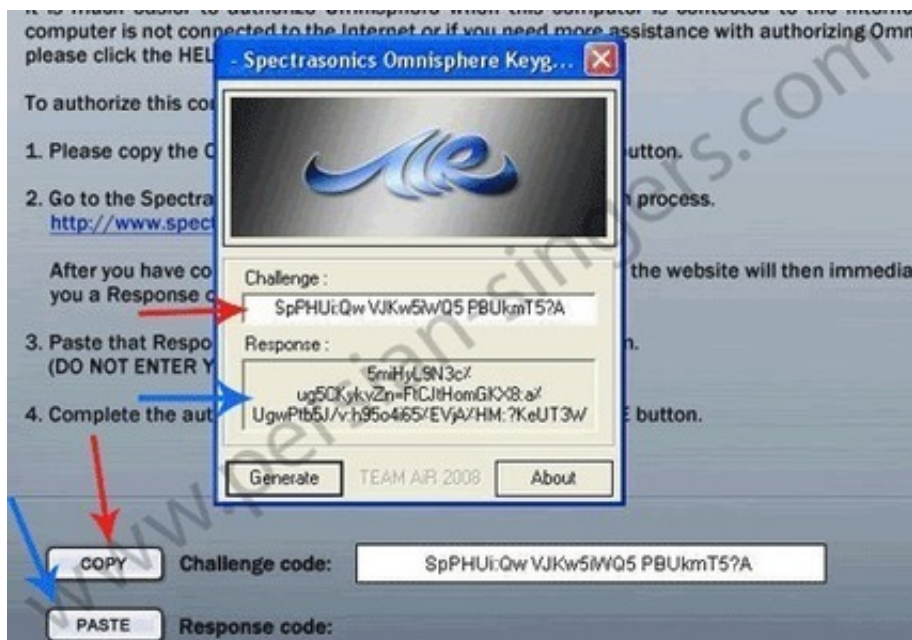 computer is not connected to the Internet or if you need more assistance with authorizing Omn
please click the HEL
- Spectrasonics Omnisphere Keyg...
To authorize this co
1. Please copy the C
utton.
2. Go to the Spectra
process.
http://www.spect
After you have co
the website will then immedia
you a Response c
Challenge :
SpPHUi:Qw VJKw5iWQ5 PBUkmT5?A
3. Paste that Respo
n.
(DO NOT ENTER Y
Response :
4. Complete the aut
E button.
Generate
TEAM AiR 2008
About
COPY
Challenge code:
SpPHUi:Qw VJKw5iWQ5 PBUkmT5?A
PASTE
Response code:
www.persian-singers.com